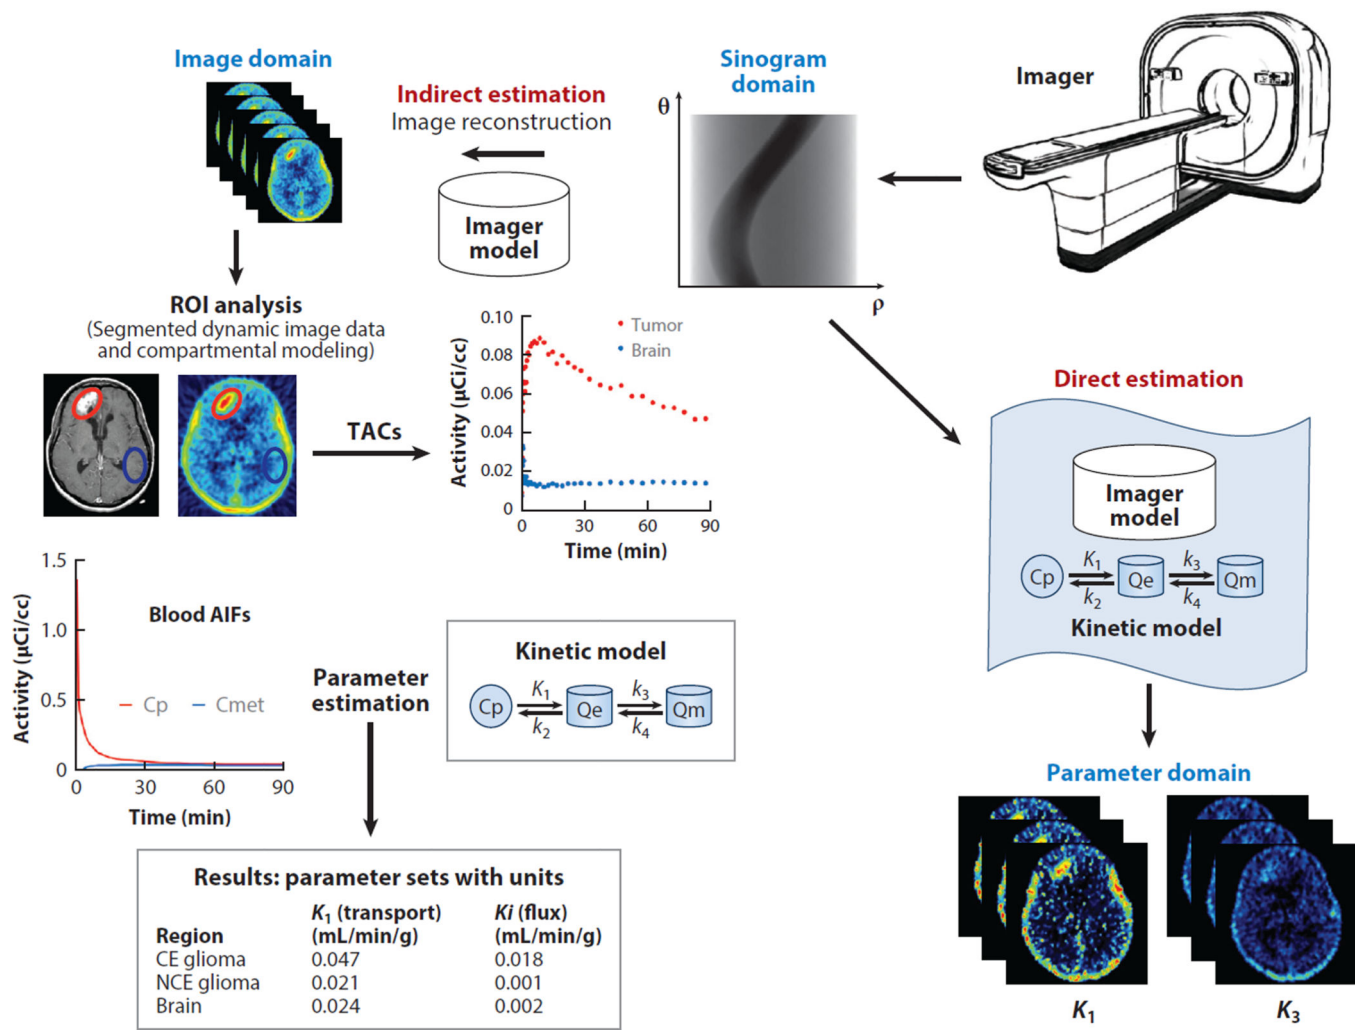 Image domain
Indirect estimation
Image reconstruction
Imager
model
Sinogram
domain
θ
ρ
Imager
ROI analysis
(Segmented dynamic image data
and compartmental modeling)
TACs
Activity (μCi/cc)
0.10
0.08
0.06
0.04
0.02
0
0
30
60
90
Time (min)
Tumor
Brain
Direct estimation
Imager
model
Cp
K1
k2
Qe
k3
k4
Qm
Kinetic model
Activity (μCi/cc)
1.5
1.0
0.5
0
0
30
60
90
Time (min)
Blood AIFs
Cp
Cmet
Parameter
estimation
Kinetic model
Cp
K1
k2
Qe
k3
k4
Qm
Parameter domain
K1
K3
Results: parameter sets with units
K1 (transport) Ki (flux)
Region (mL/min/g) (mL/min/g)
CE glioma 0.047 0.018
NCE glioma 0.021 0.001
Brain 0.024 0.002